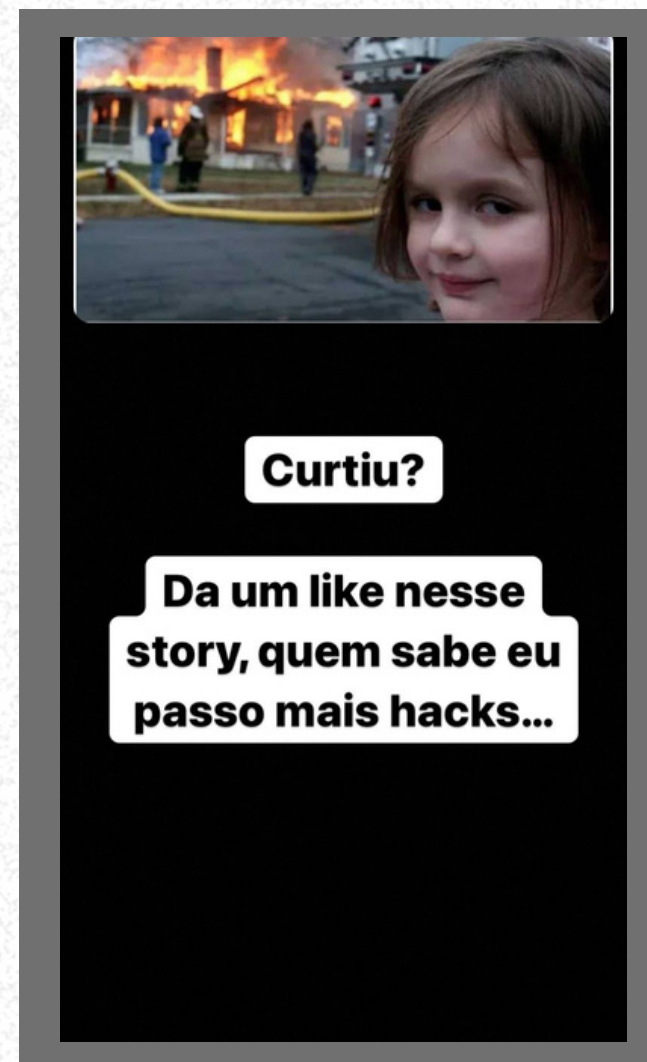 Curtiu?
Da um like nesse
story, quem sabe eu
passo mais hacks...